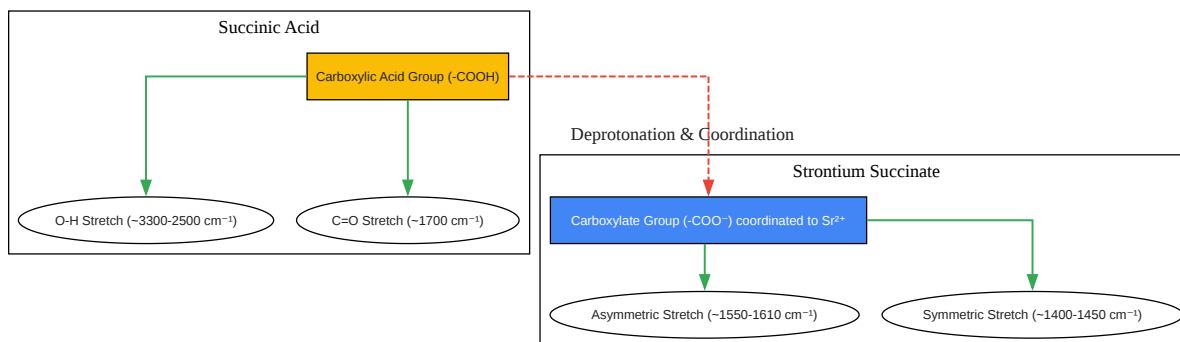 Succinic Acid
Carboxylic Acid Group (-COOH)
O-H Stretch (~3300-2500 cm⁻¹)
C=O Stretch (~1700 cm⁻¹)
Deprotonation & Coordination
Strontium Succinate
Carboxylate Group (-COO⁻) coordinated to Sr²⁺
Asymmetric Stretch (~1550-1610 cm⁻¹)
Symmetric Stretch (~1400-1450 cm⁻¹)